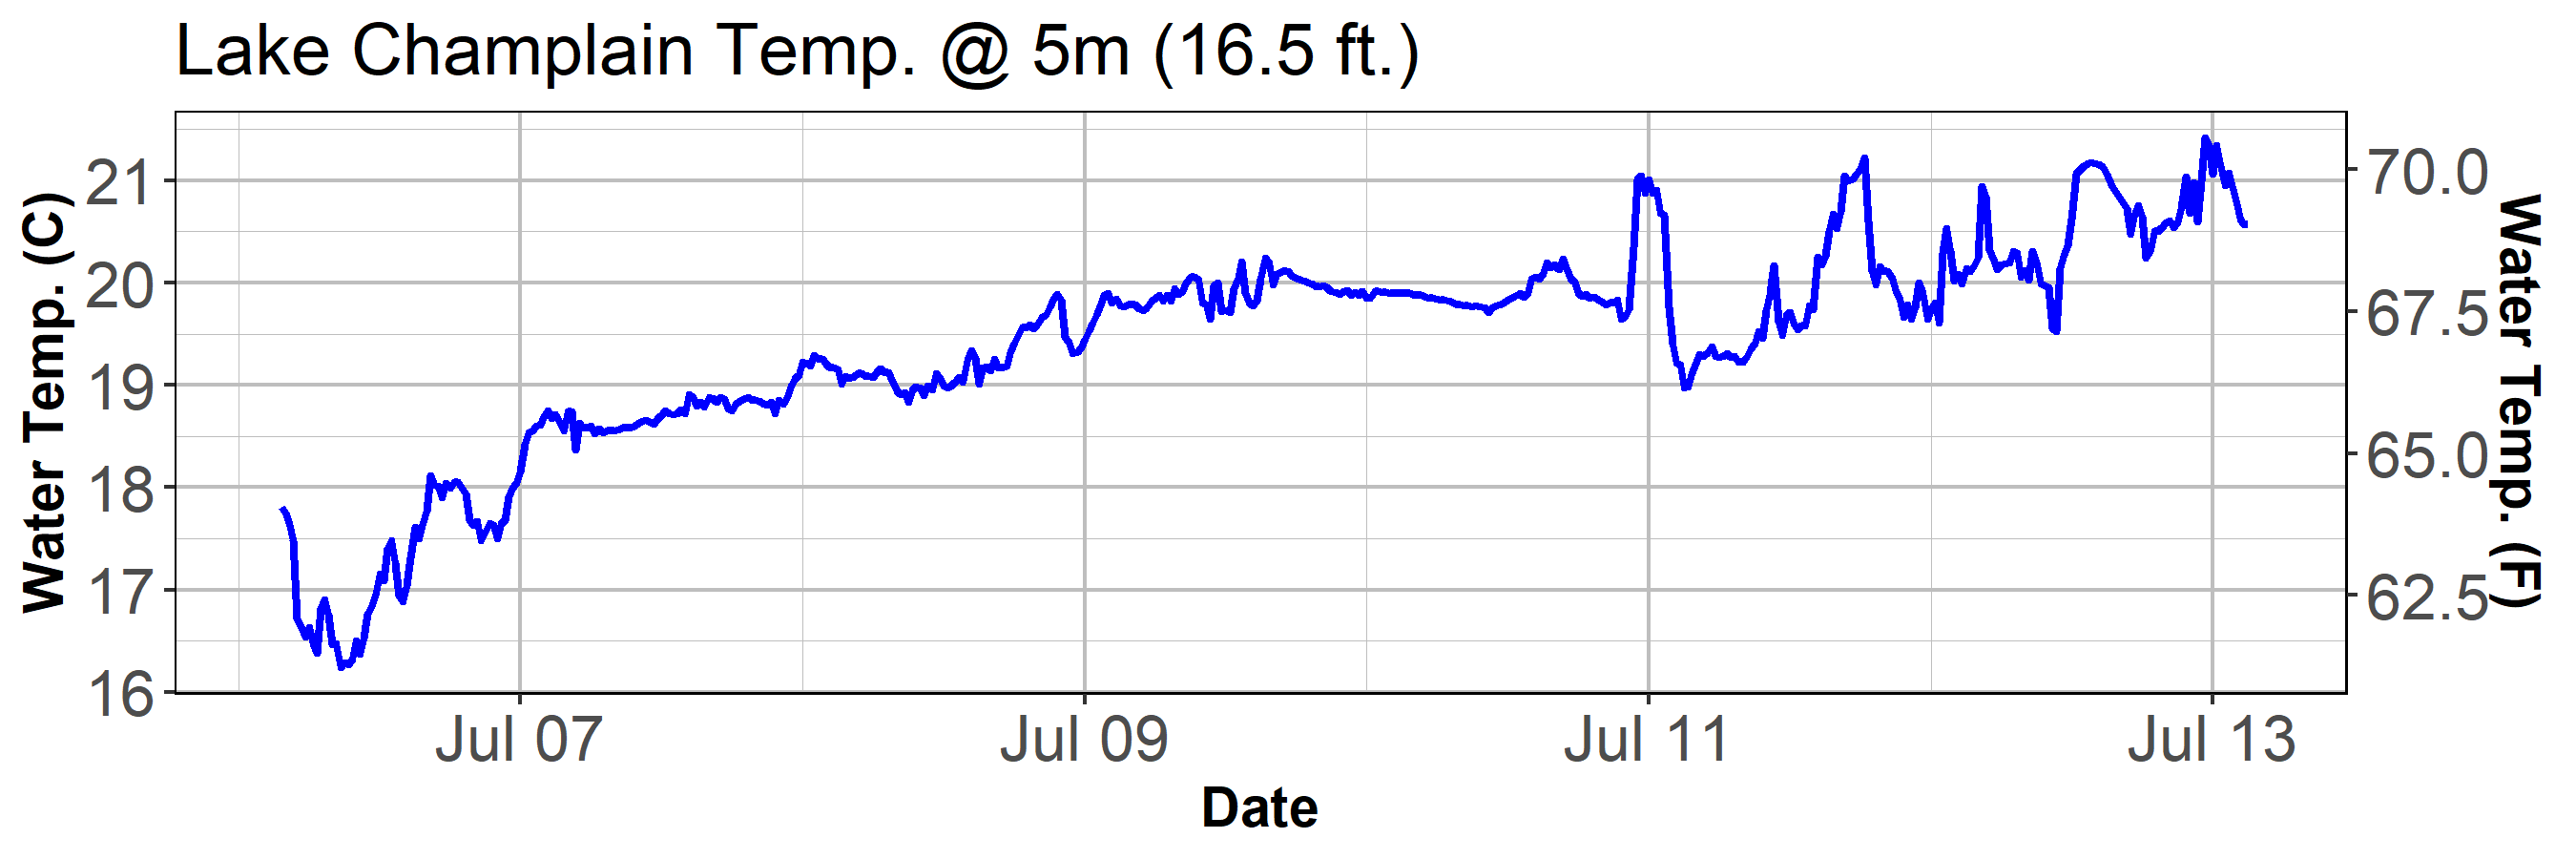 Lake Champlain Temp. @ 5m (16.5 ft.)
Water Temp. (C)
21
20
19
18
17
16
70.0
67.5
65.0
62.5
Water Temp. (F)
Jul 07
Jul 09
Jul 11
Jul 13
Date